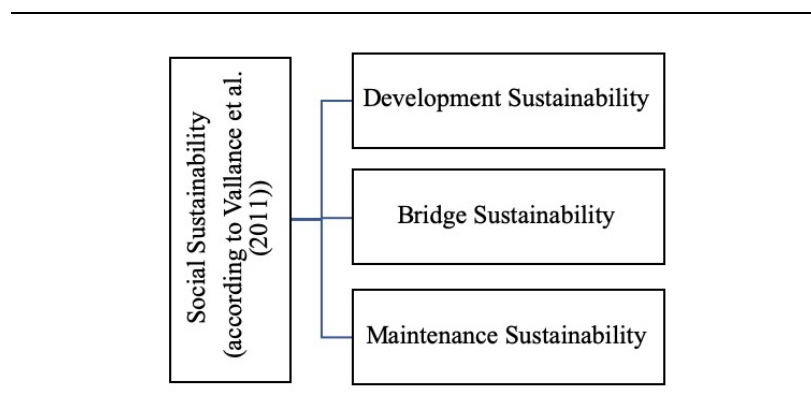 Social Sustainability
(according to Vallance et al.
(2011))
Development Sustainability
Bridge Sustainability
Maintenance Sustainability